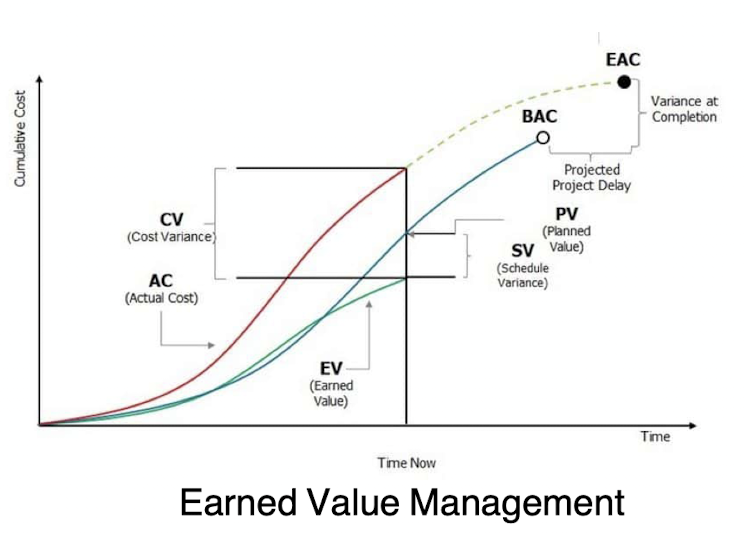 EAC
Variance at
Completion
BAC
Cumulative Cost
Projected
Project Delay
PV
(Planned
Value)
CV
(Cost Variance)
SV
(Schedule
Variance)
AC
(Actual Cost)
EV
(Earned
Value)
Time
Time Now
Earned Value Management